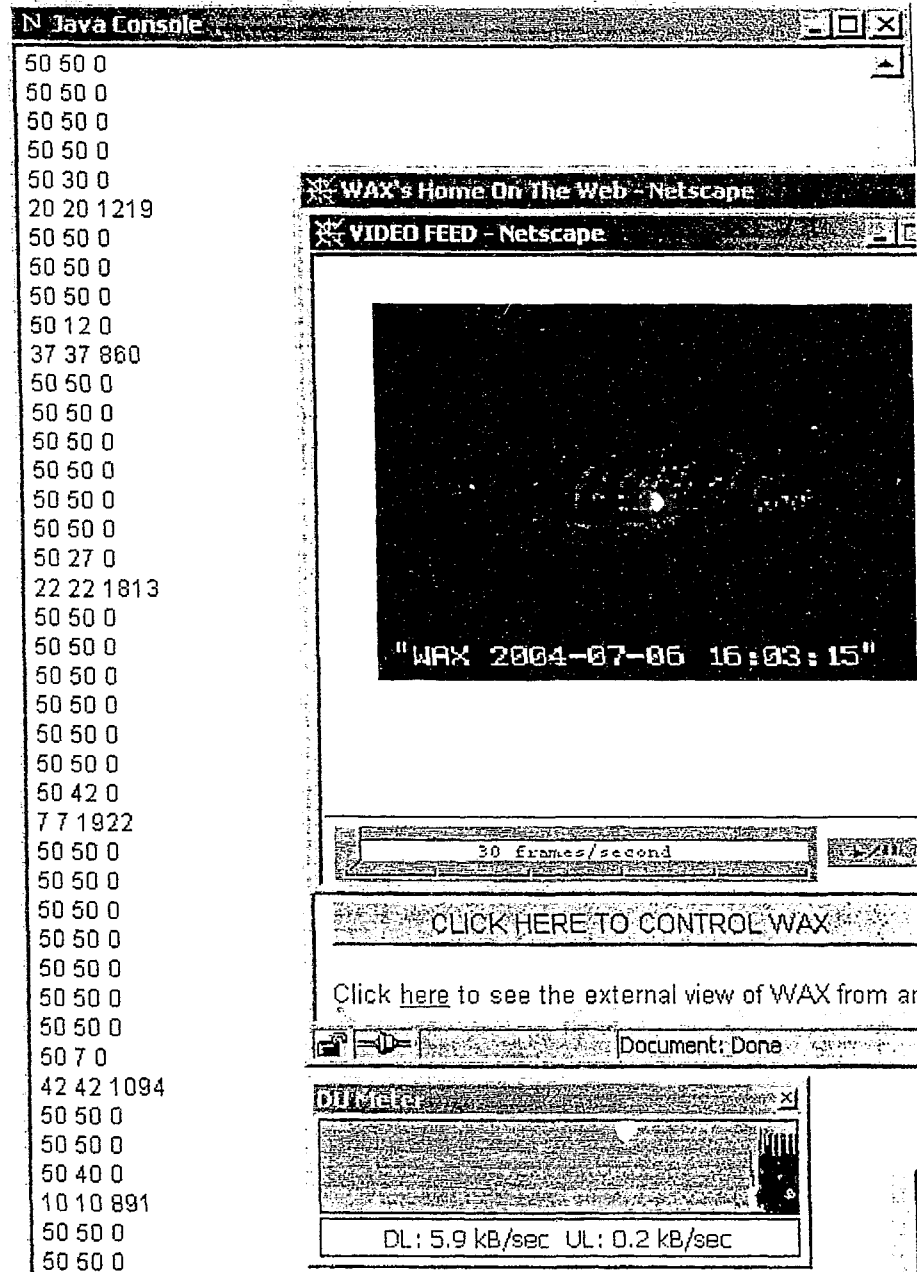 N Java Console
50 50 0
50 50 0
50 50 0
50 50 0
50 30 0
20 20 1219
50 50 0
50 50 0
50 50 0
50 12 0
37 37 860
50 50 0
50 50 0
50 50 0
50 50 0
50 50 0
50 50 0
50 27 0
22 22 1813
50 50 0
50 50 0
50 50 0
50 50 0
50 50 0
50 50 0
50 42 0
7 7 1922
50 50 0
50 50 0
50 50 0
50 50 0
50 50 0
50 50 0
50 50 0
50 7 0
42 42 1094
50 50 0
50 50 0
50 40 0
10 10 891
50 50 0
50 50 0
WAX's Home On The Web - Netscape
VIDEO FEED - Netscape
"WAX 2004-07-06 16:03:15"
30 frames/second
CLICK HERE TO CONTROL WAX
Click here to see the external view of WAX from
Document: Done
DU Meter
DL: 5.9 kB/sec UL: 0.2 kB/sec